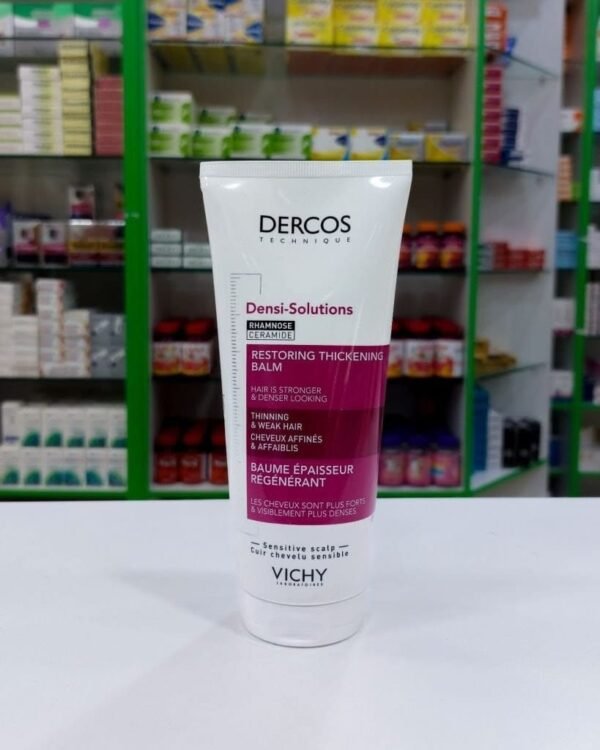 DERCOS
TECHNIQUE
Densi-Solutions
RHAMNOSE
CERAMIDE
RESTORING THICKENING
BALM
HAIR IS STRONGER
& DENSER LOOKING
THINNING
& WEAK HAIR
CHEVEUX AFFINÉS
& AFFAIBLIS
BAUME ÉPAISSEUR
RÉGÉNÉRANT
LES CHEVEUX SONT PLUS FORTS
& VISIBLEMENT PLUS DENSES
Sensitive scalp
Cuir chevelu sensible
VICHY
LABORATOIRES